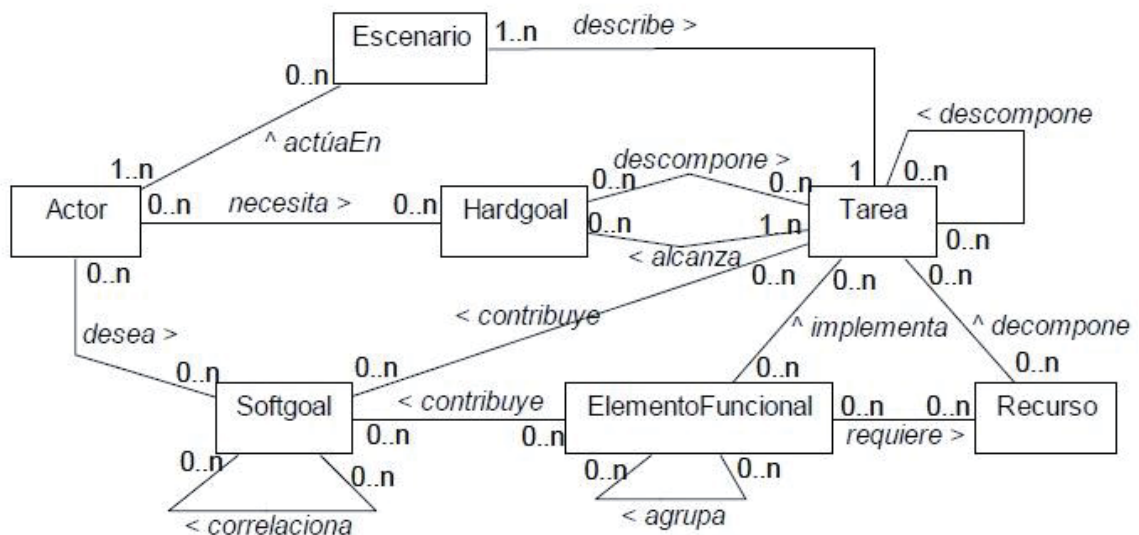 Escenario
1..n
describe >
0..n
^ actúaEn
1..n
Actor
0..n
necesita >
0..n
Hardgoal
descompone >
0..n
0..n
1
0..n
< descompone
Tarea
0..n
0..n
1..n
< alcanza
0..n
0..n
0..n
0..n
desea >
0..n
< contribuye
0..n
^ implementa
0..n
^ decompone
0..n
Softgoal
0..n
< contribuye
0..n
ElementoFuncional
0..n
requiere >
0..n
Recurso
0..n
0..n
< correlaciona
0..n
0..n
< agrupa